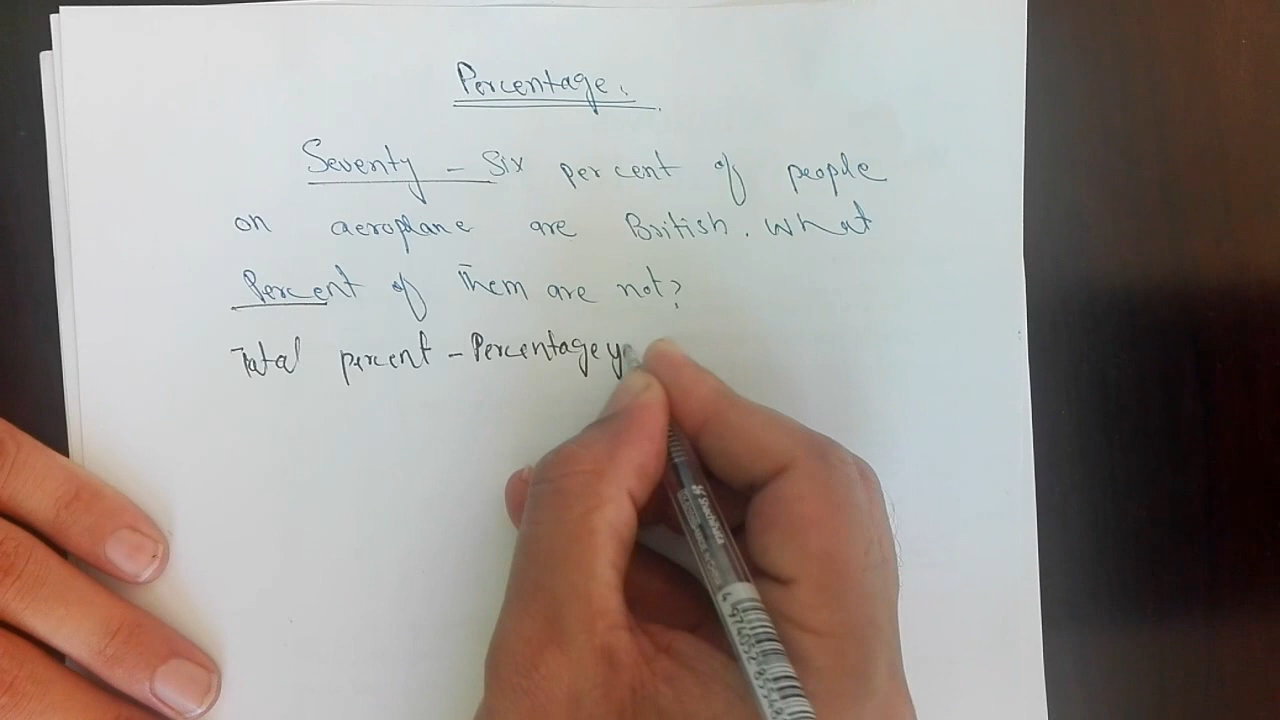 Percentage.
Seventy - Six percent of people
on aeroplane are British. What
Percent of Them are not?
Total percent - Percentage y